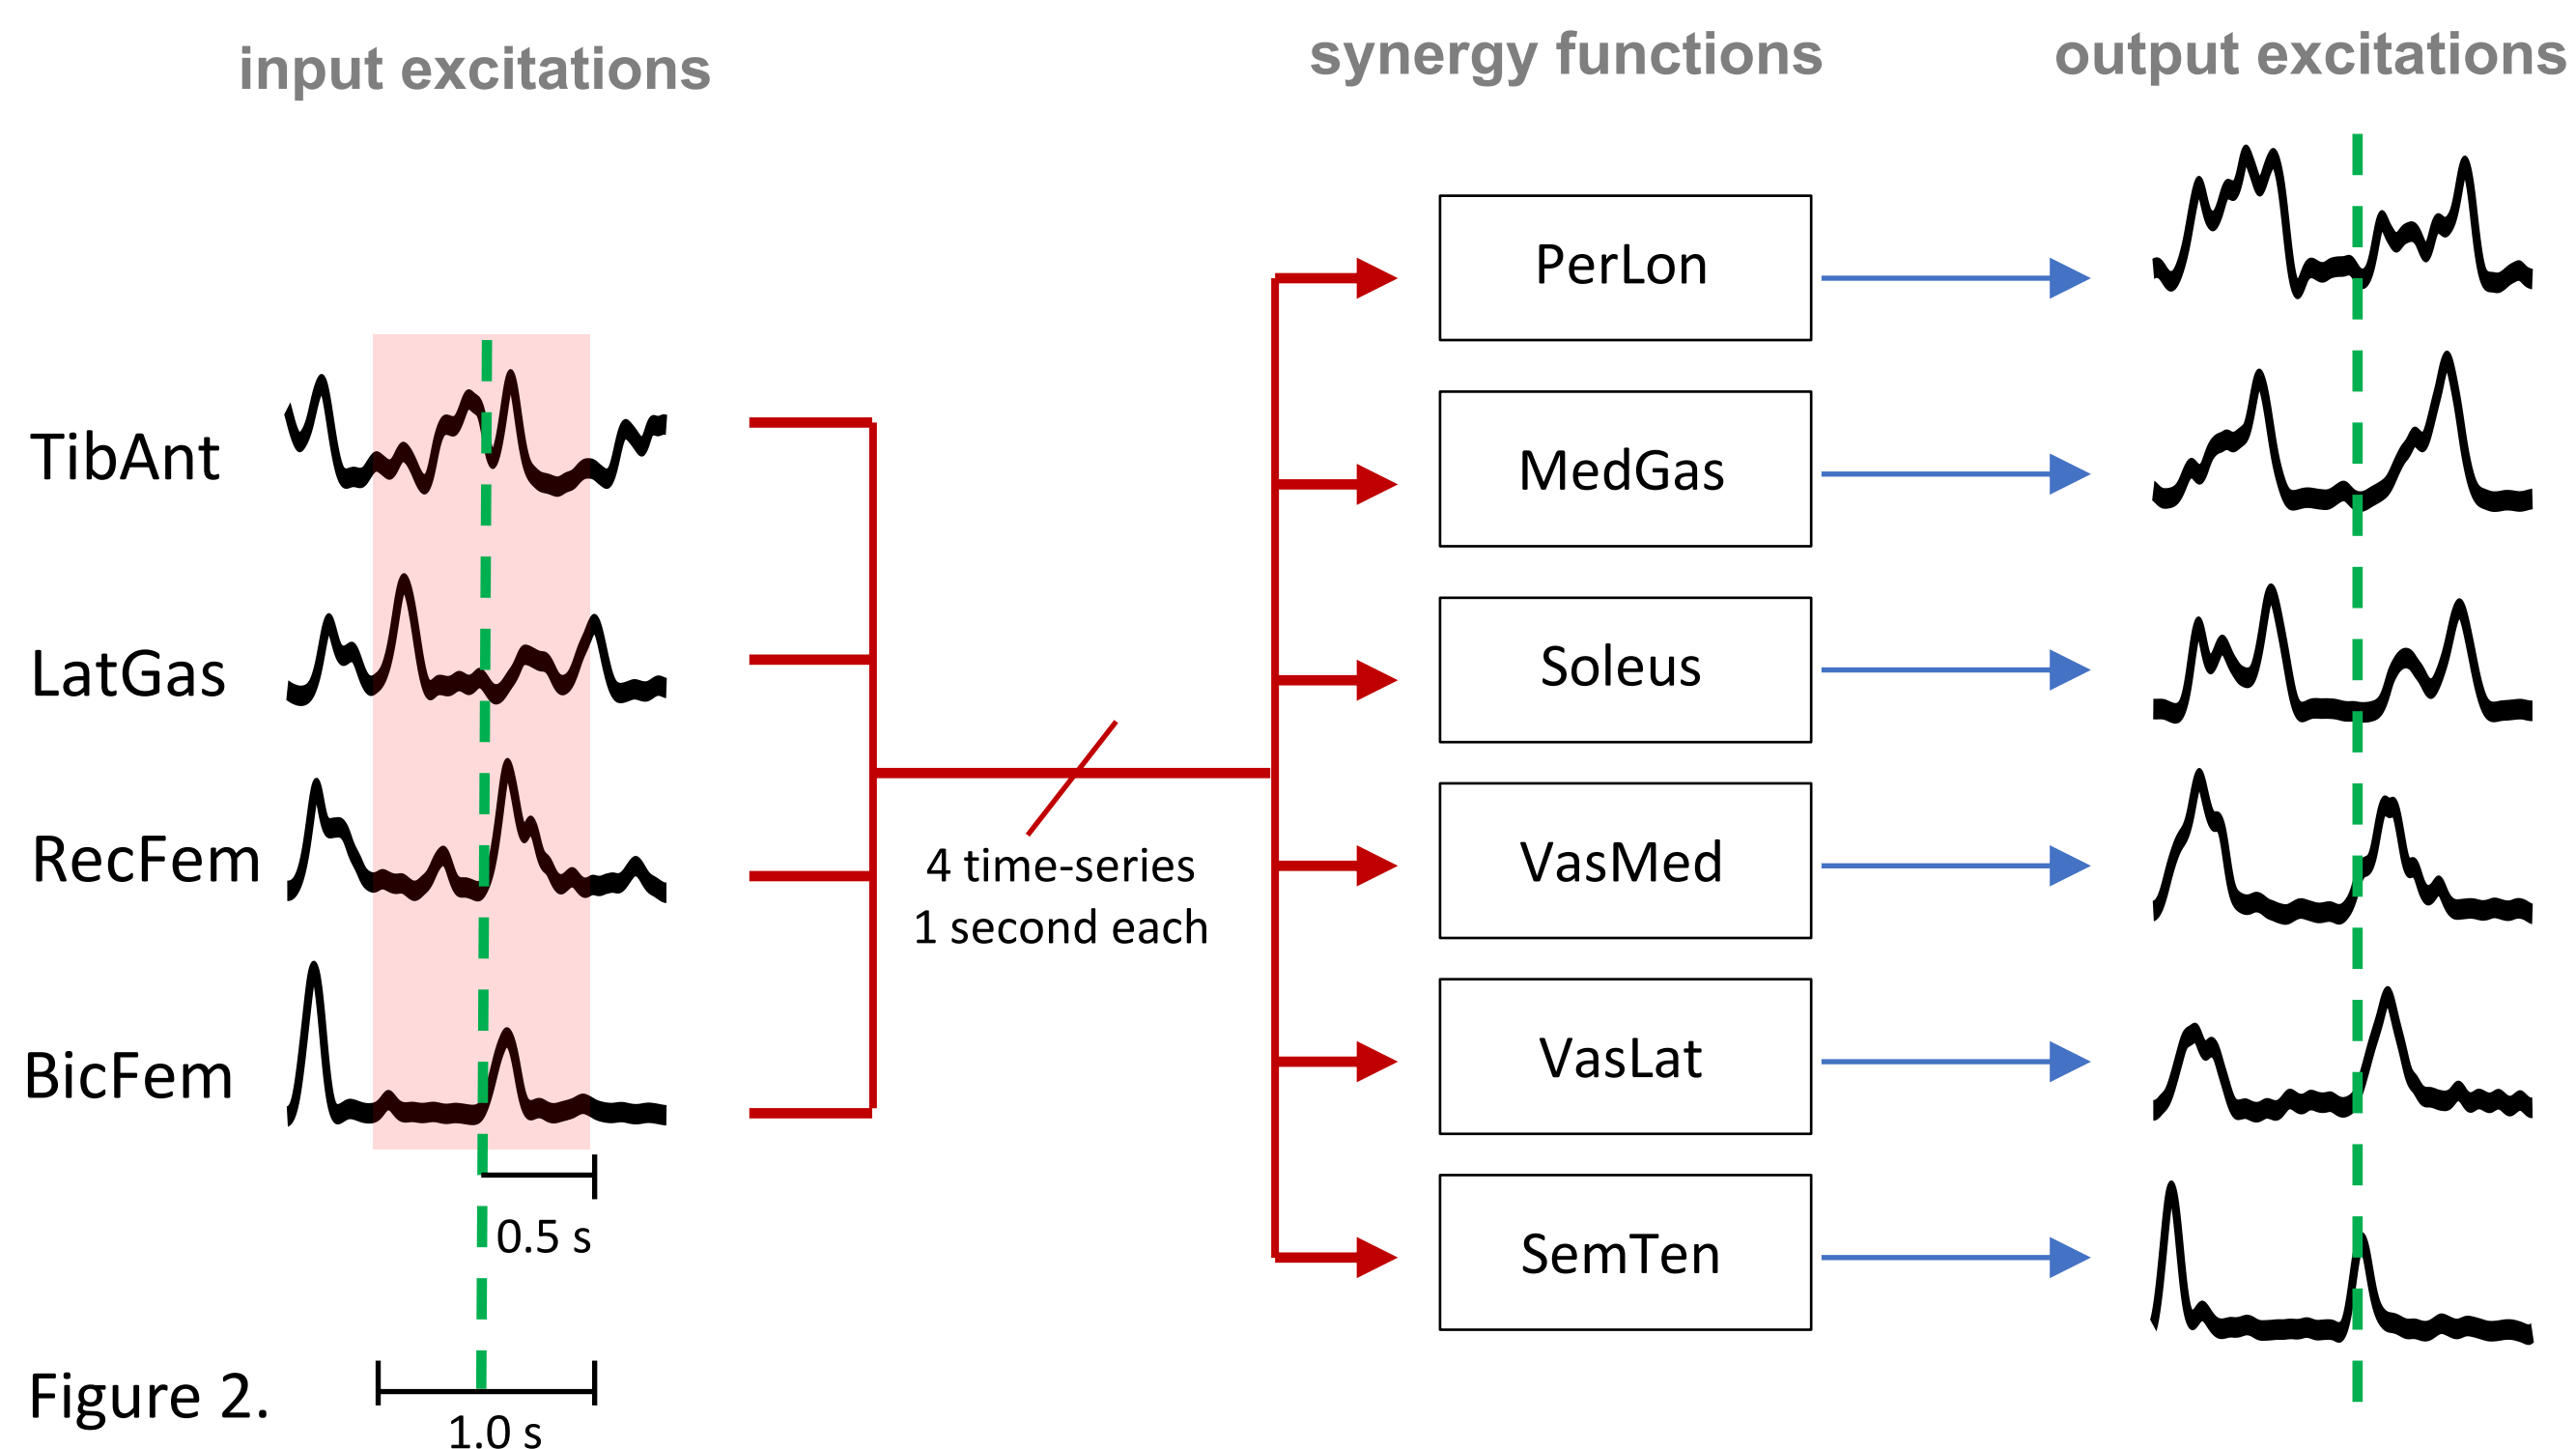 input excitations
synergy functions
output excitations
TibAnt
LatGas
RecFem
BicFem
0.5 s
1.0 s
4 time-series
1 second each
PerLon
MedGas
Soleus
VasMed
VasLat
SemTen
Figure 2.